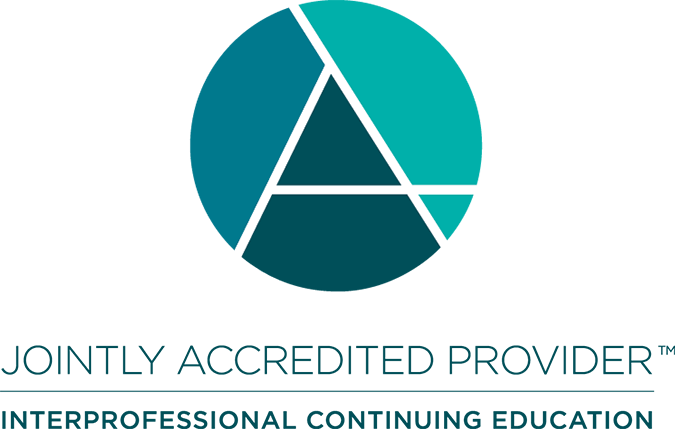 JOINTLY ACCREDITED PROVIDER™
INTERPROFESSIONAL CONTINUING EDUCATION